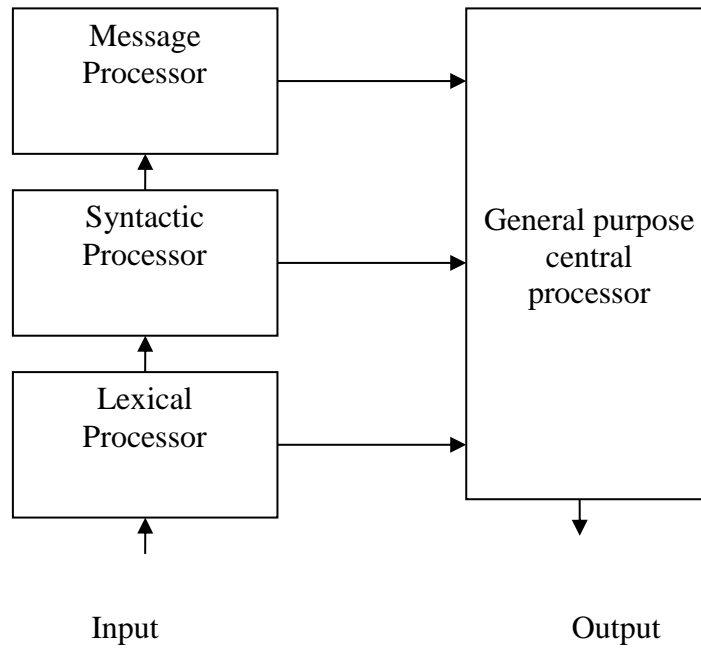 Message
Processor
Syntactic
Processor
Lexical
Processor
General purpose
central
processor
Input
Output